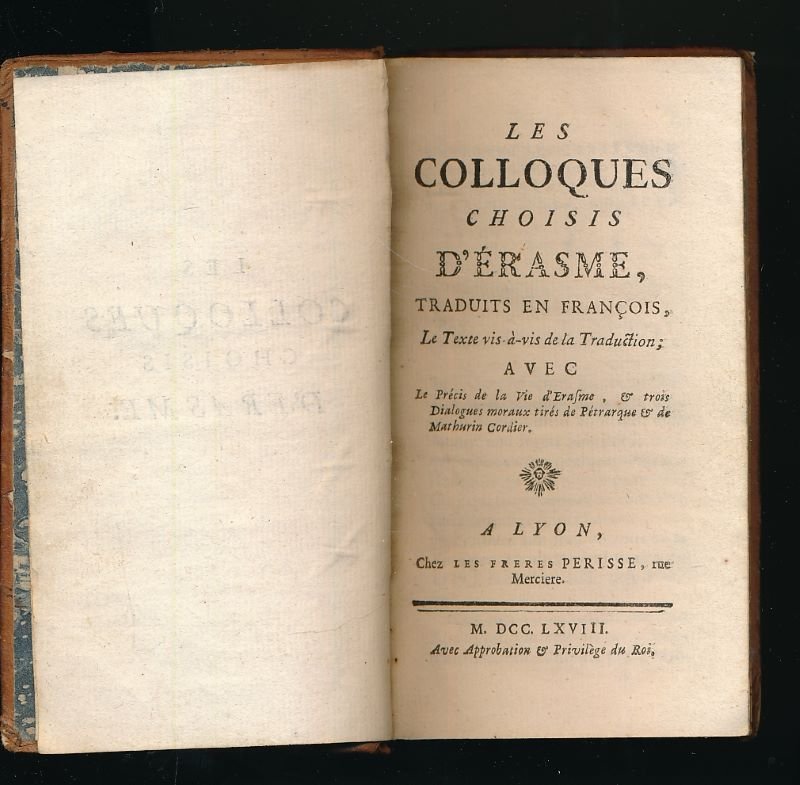 LES
COLLOQUES
CHOISIS
D'ÉRASME,
TRADUITS EN FRANÇOIS,
Le Texte vis-à-vis de la Traduction;
AVEC
Le Précis de la Vie d'Eraſme, & trois
Dialogues moraux tirés de Pétrarque & de
Mathurin Cordier.
A LYON,
Chez LES FRERES PERISSE, rue
Merciere.
M. DCC. LXVIII.
Avec Approbation & Privilège du Roi,